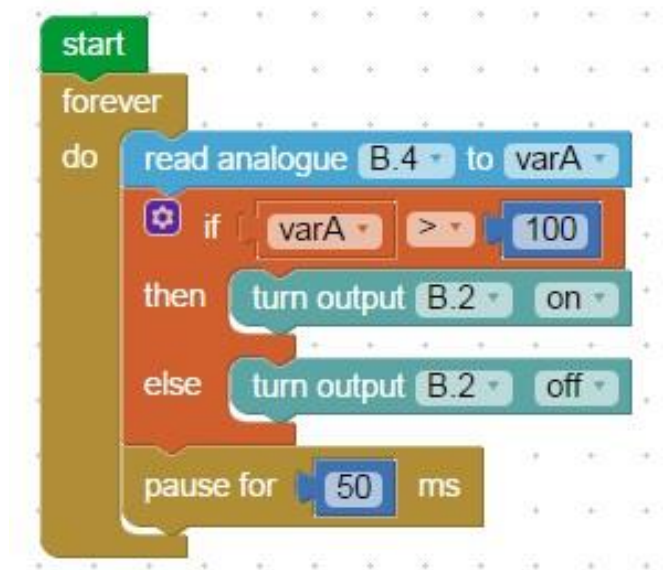 start
forever
do read analogue B.4 to varA
if varA > 100
then turn output B.2 on
else turn output B.2 off
pause for 50 ms